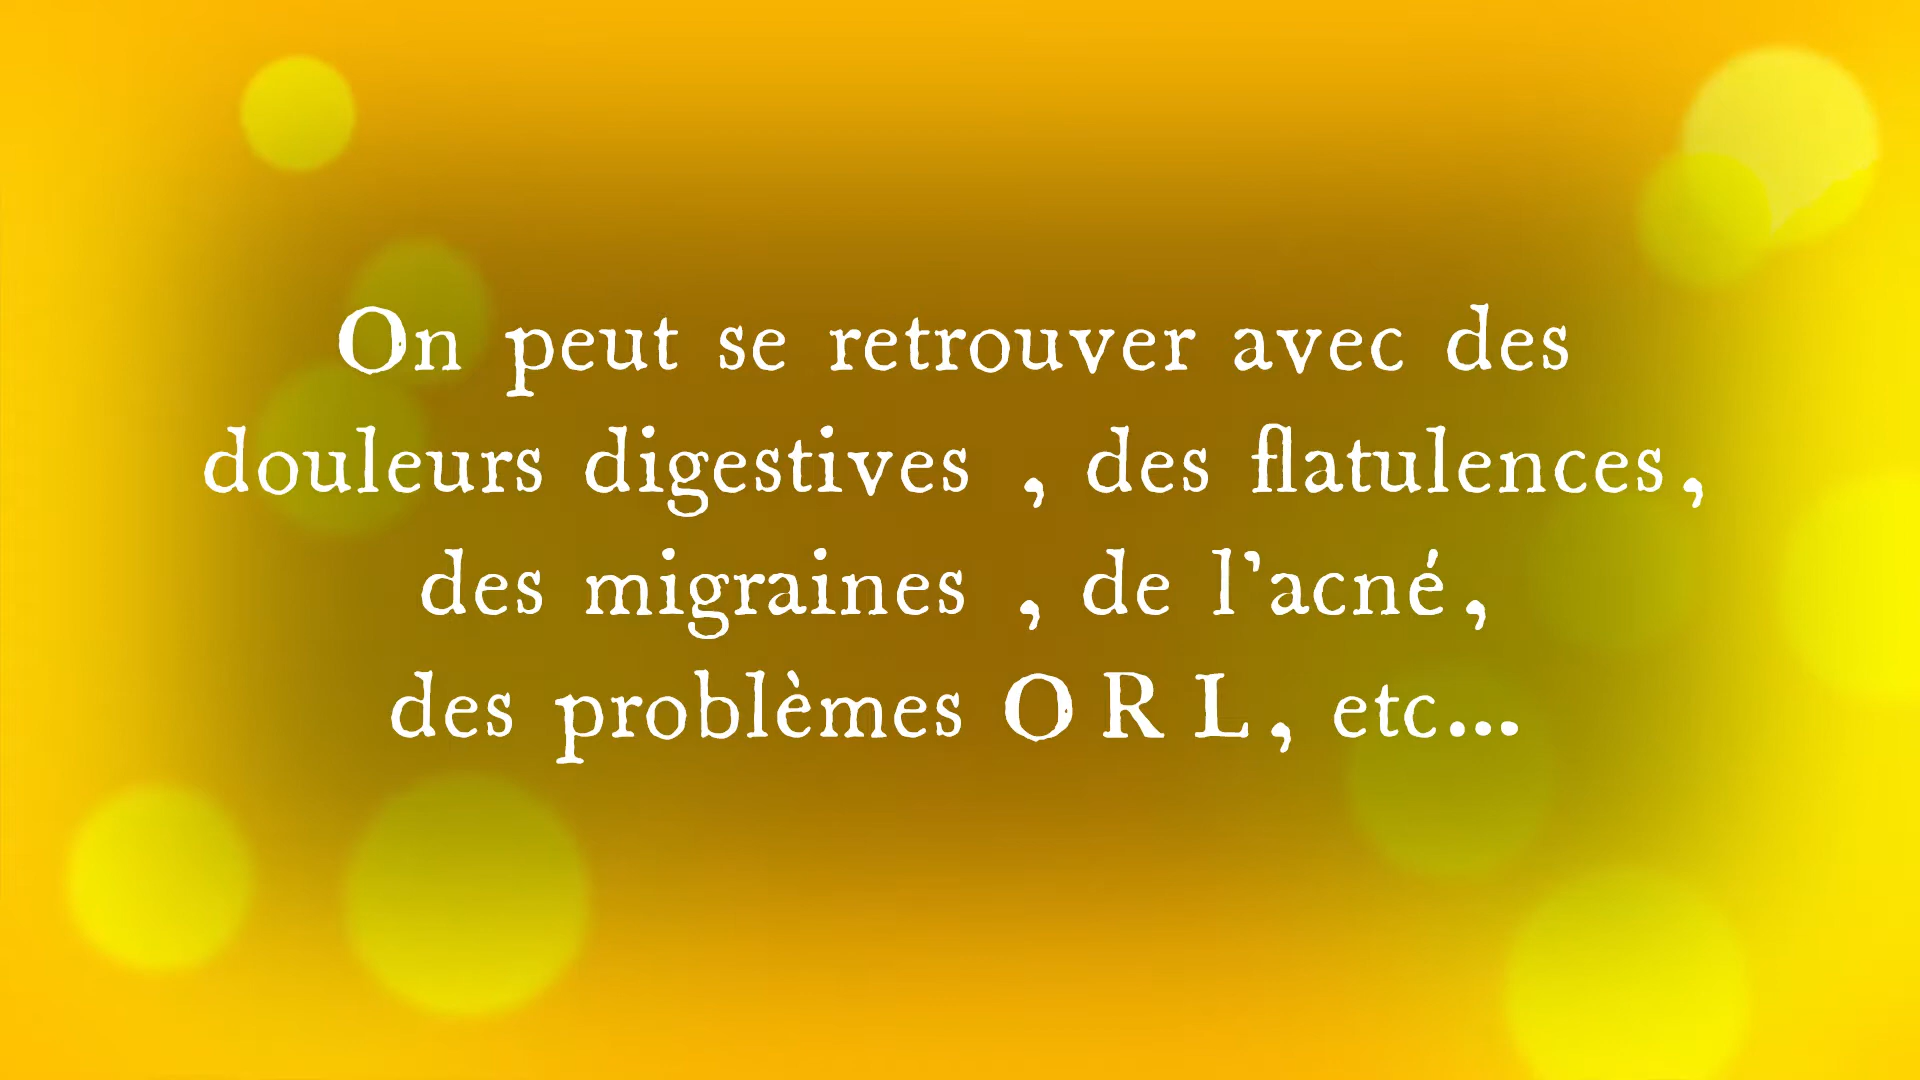 On peut se retrouver avec des
douleurs digestives , des flatulences,
des migraines , de l'acné,
des problèmes O R L, etc...